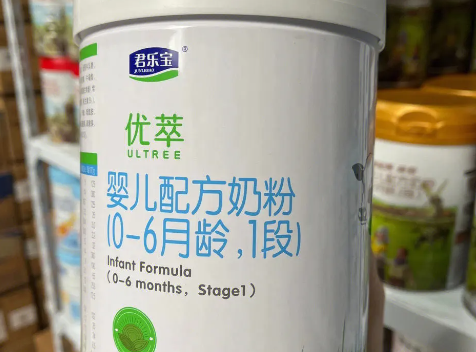 君乐宝
JUNLEBAO
®
优萃
ULTREE
婴儿配方奶粉
(0-6月龄,1段)
Infant Formula
(0-6 months, Stage1)